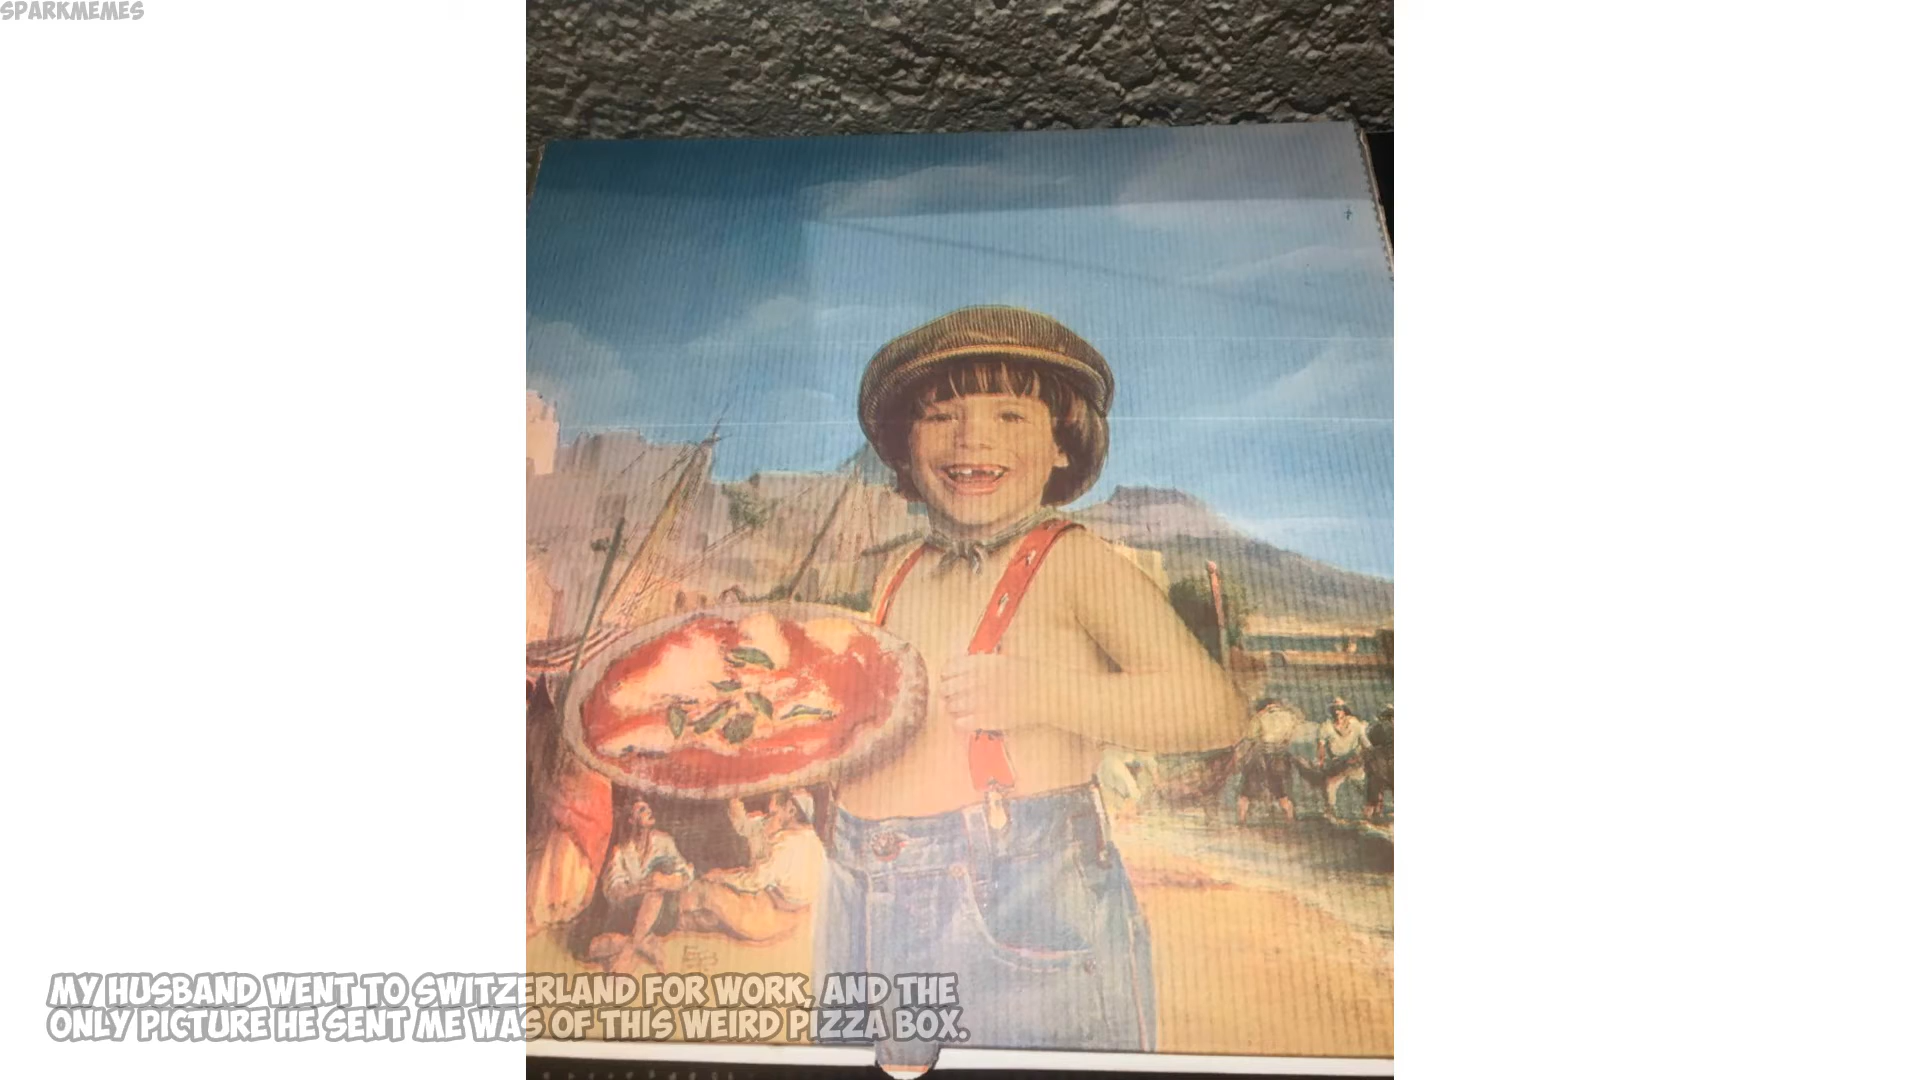 SPARKMEMES
MY HUSBAND WENT TO SWITZERLAND FOR WORK, AND THE
ONLY PICTURE HE SENT ME WAS OF THIS WEIRD PIZZA BOX.